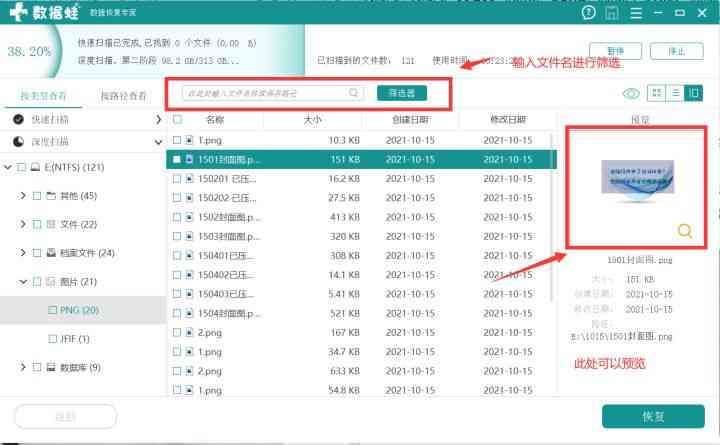 数据蛙 数据恢复专家
38.20%
快速扫描已完成,已找到 0 个文件 (0.00 B)
深度扫描, 第二阶段 98.2 GB/313 GB...
已扫描到的文件数: 121 使用时间:
暂停
停止
输入文件名进行筛选
按类型查看
按路径查看
筛选器
快速扫描
深度扫描
E:(NTFS) (121)
其他 (45)
文件 (22)
档案文件 (24)
图片 (21)
PNG (20)
JFIF (1)
数据库 (9)
名称 大小 创建日期 修改日期
1.png 10.3 KB 2021-10-15 2021-10-15
1501封面图.p... 151 KB 2021-10-15 2021-10-15
150201 已压... 16.2 KB 2021-10-15 2021-10-15
150202 已压... 27.5 KB 2021-10-15 2021-10-15
1502封面图.p... 413 KB 2021-10-15 2021-10-15
1503封面图.p... 320 KB 2021-10-15 2021-10-15
150401已压... 308 KB 2021-10-15 2021-10-15
150402已压... 14.1 KB 2021-10-15 2021-10-15
150403已压... 5.41 KB 2021-10-15 2021-10-15
1504封面图.p... 521 KB 2021-10-15 2021-10-15
2.png 167 KB 2021-10-15 2021-10-15
1.png 34.7 KB 2021-10-15 2021-10-15
2.png 633 KB 2021-10-15 2021-10-15
1.png 54.8 KB 2021-10-15 2021-10-15
预览
1501封面图.png
大小: 151 KB
创建日期: 2021-10-15
修改日期: 2021-10-15
路径:
E:\1015\1501封面图.png
此处可以预览
返回
恢复